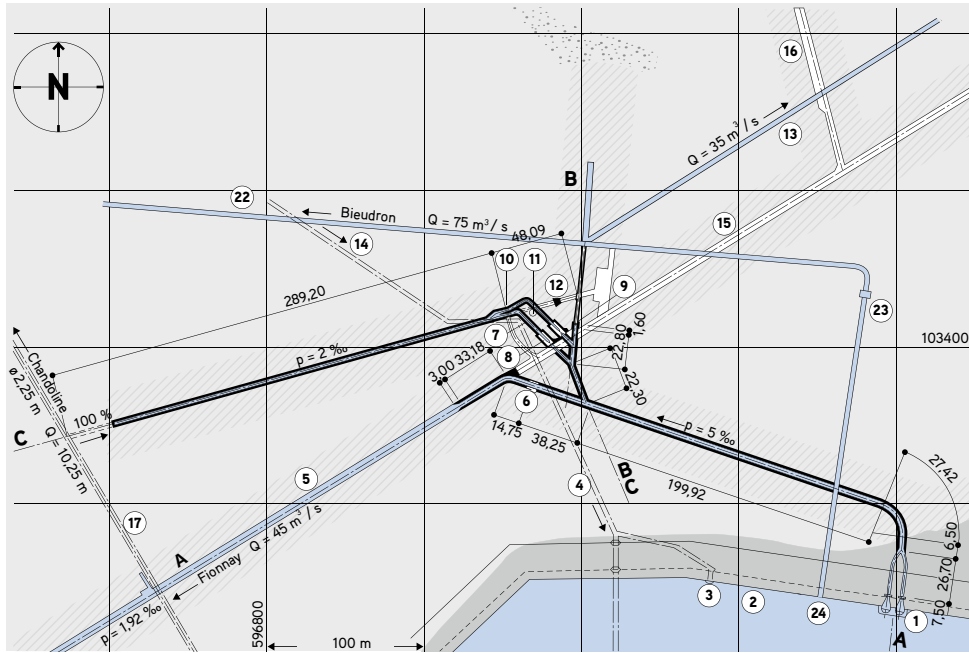 N
16
Q = 35 m³/s
13
B
22
Bieudron
Q = 75 m³/s
15
14
48,09
10
11
12
9
289,20
23
7
1,60
22,80
103400
Chandoline
ø 2,25 m
p = 2 ‰
3,00
33,18
8
6
22,30
100 %
C
Q = 10,25 m
14,75
38,25
p = 5 ‰
B
C
27,42
5
4
199,92
17
Q = 45 m³/s
A
Fionnay
6,50
26,70
7,50
3
2
24
1
p = 1,92 ‰
596800
100 m
A